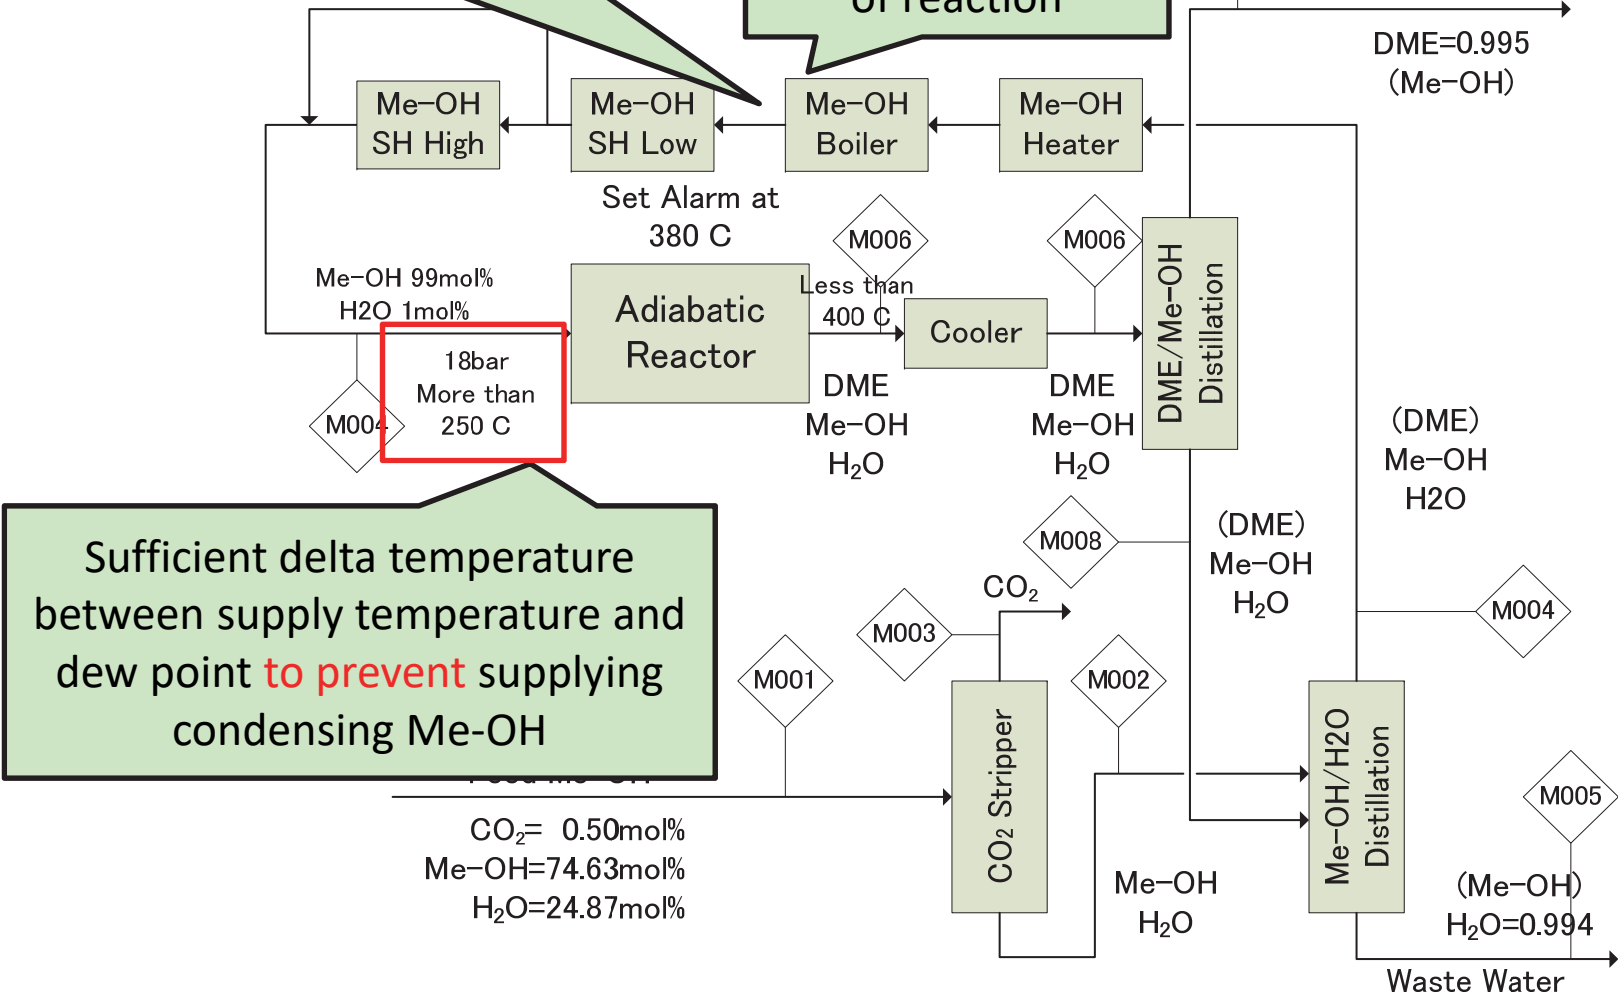 of reaction
DME=0.995
(Me-OH)
Me-OH
SH High
Me-OH
SH Low
Me-OH
Boiler
Me-OH
Heater
Set Alarm at
380 C
M006
M006
Me-OH 99mol%
H2O 1mol%
Adiabatic
Reactor
Less than
400 C
Cooler
DME/Me-OH
Distillation
18bar
More than
250 C
M004
DME
Me-OH
H₂O
DME
Me-OH
H₂O
(DME)
Me-OH
H2O
Sufficient delta temperature
between supply temperature and
dew point to prevent supplying
condensing Me-OH
M008
(DME)
Me-OH
H₂O
CO₂
M003
M004
M001
M002
CO₂ Stripper
Me-OH/H2O
Distillation
M005
CO₂= 0.50mol%
Me-OH=74.63mol%
H₂O=24.87mol%
Me-OH
H₂O
(Me-OH)
H₂O=0.994
Waste Water